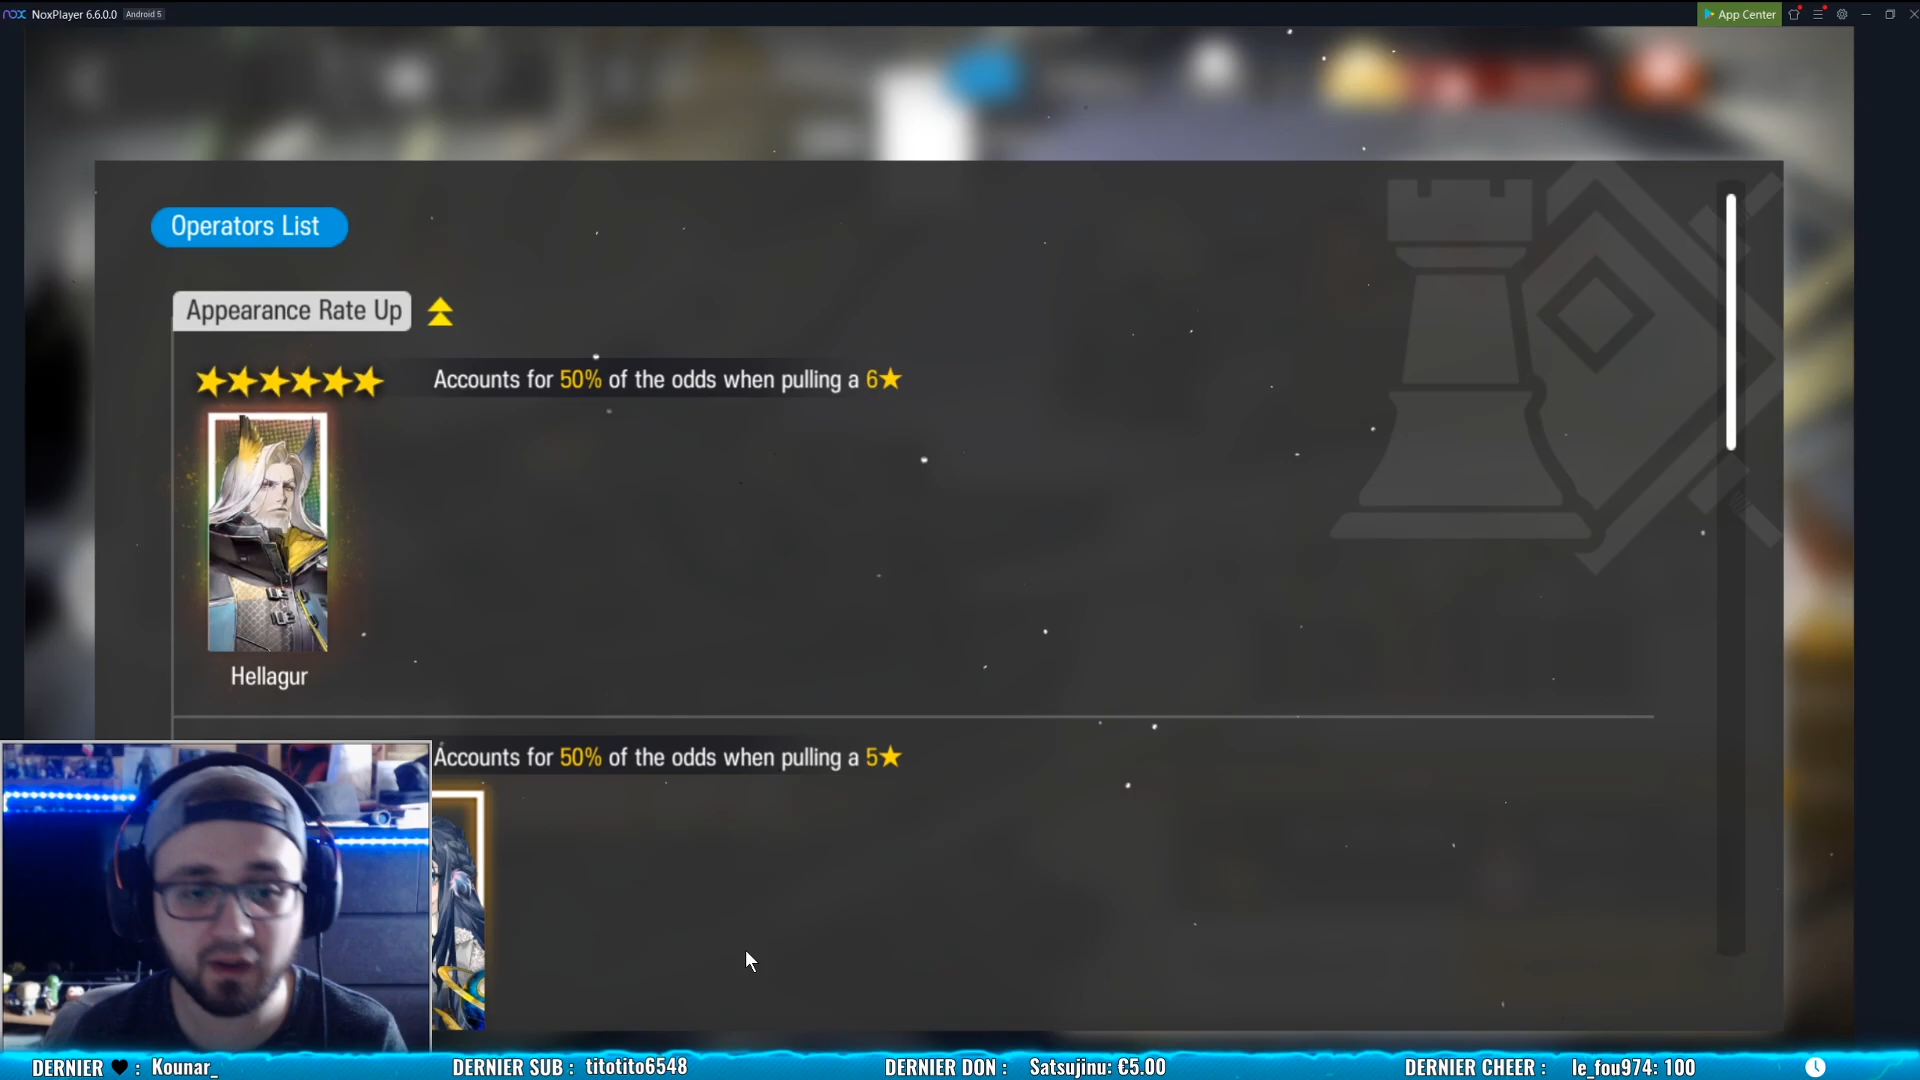 nox NoxPlayer 6.6.0.0 Android 5
App Center
Operators List
Appearance Rate Up
Accounts for 50% of the odds when pulling a 6★
Hellagur
Accounts for 50% of the odds when pulling a 5★
DERNIER ♥ : Kounar_
DERNIER SUB : titotito6548
DERNIER DON : Satsujinu: €5.00
DERNIER CHEER : le_fou974: 100